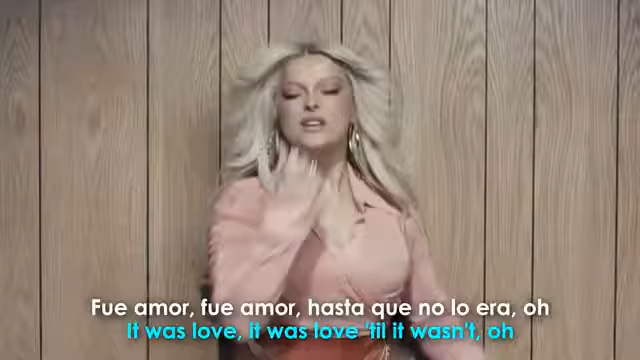 Fue amor, fue amor, hasta que no lo era, oh
It was love, it was love 'til it wasn't, oh